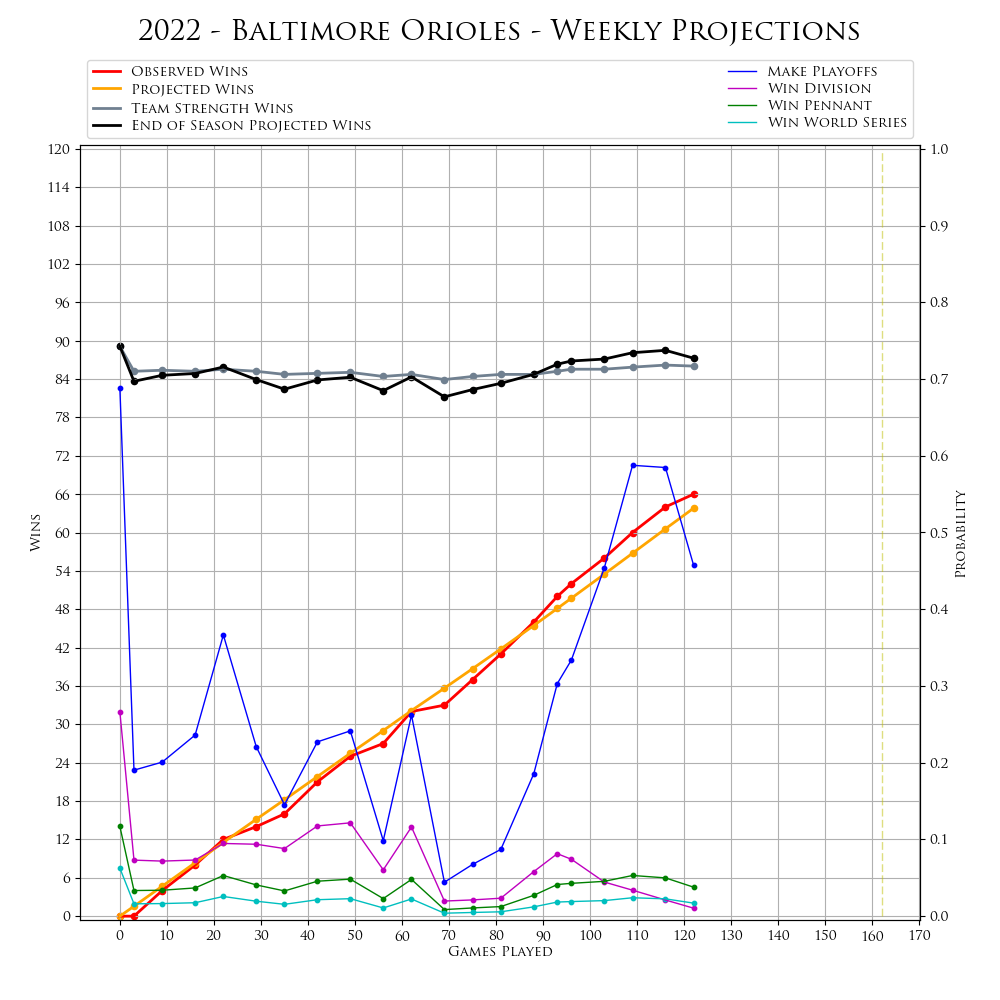 2022 - Baltimore Orioles - Weekly Projections
Observed Wins
Projected Wins
Team Strength Wins
End of Season Projected Wins
Make Playoffs
Win Division
Win Pennant
Win World Series
120
114
108
102
96
90
84
78
72
66
60
54
48
42
36
30
24
18
12
6
0
Wins
1.0
0.9
0.8
0.7
0.6
0.5
0.4
0.3
0.2
0.1
0.0
Probability
0 10 20 30 40 50 60 70 80 90 100 110 120 130 140 150 160 170
Games Played